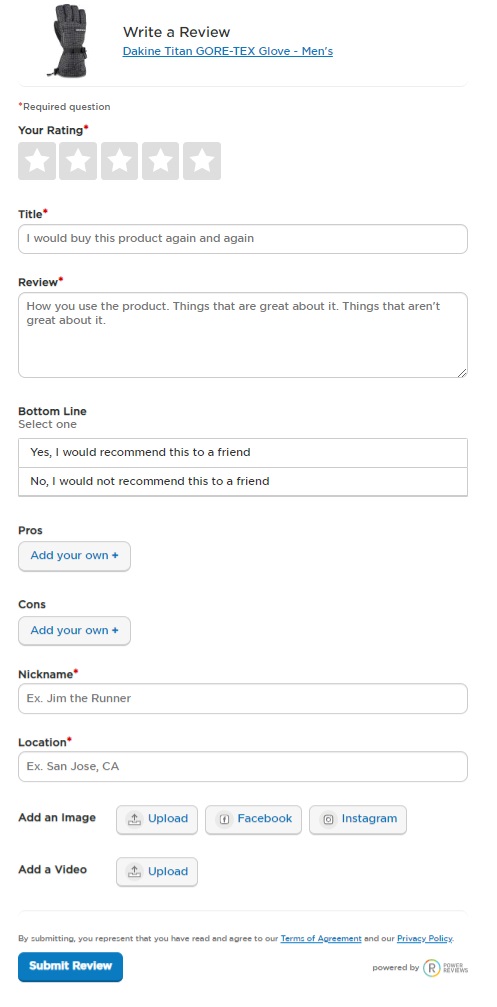 Write a Review
Dakine Titan GORE-TEX Glove - Men's
*Required question
Your Rating*
Title*
I would buy this product again and again
Review*
How you use the product. Things that are great about it. Things that aren't
great about it.
Bottom Line
Select one
Yes, I would recommend this to a friend
No, I would not recommend this to a friend
Pros
Add your own +
Cons
Add your own +
Nickname*
Ex. Jim the Runner
Location*
Ex. San Jose, CA
Add an Image Upload Facebook Instagram
Add a Video Upload
By submitting, you represent that you have read and agree to our Terms of Agreement and our Privacy Policy.
Submit Review
powered by R POWER
REVIEWS